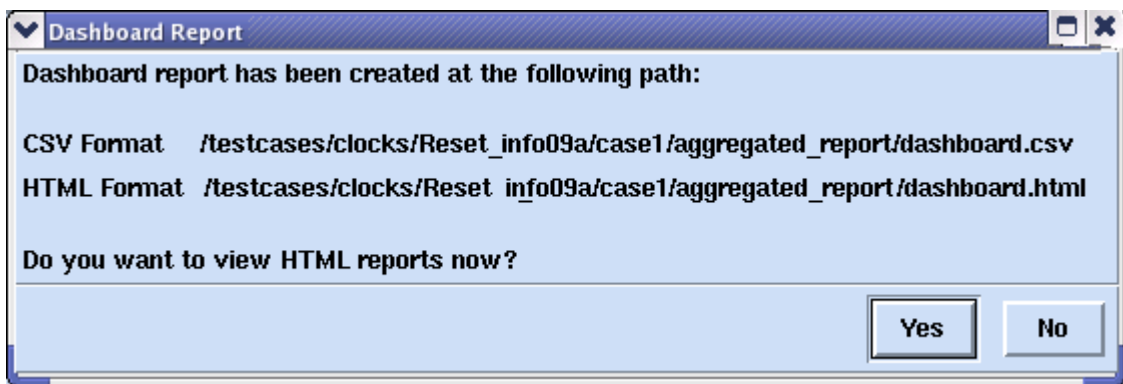 Dashboard Report
Dashboard report has been created at the following path:
CSV Format /testcases/clocks/Reset_info09a/case1/aggregated_report/dashboard.csv
HTML Format /testcases/clocks/Reset info09a/case1/aggregated_report/dashboard.html
Do you want to view HTML reports now?
Yes No